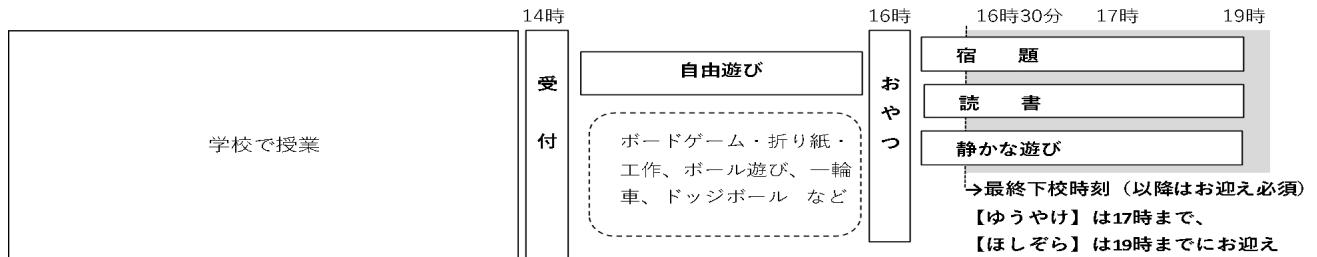 14時
16時
16時30分
17時
19時
学校で授業
受付
自由遊び
ボードゲーム・折り紙・
工作、ボール遊び、一輪
車、ドッジボール　など
おやつ
宿　題
読　書
静かな遊び
→最終下校時刻（以降はお迎え必須）
【ゆうやけ】は17時まで、
【ほしぞら】は19時までにお迎え